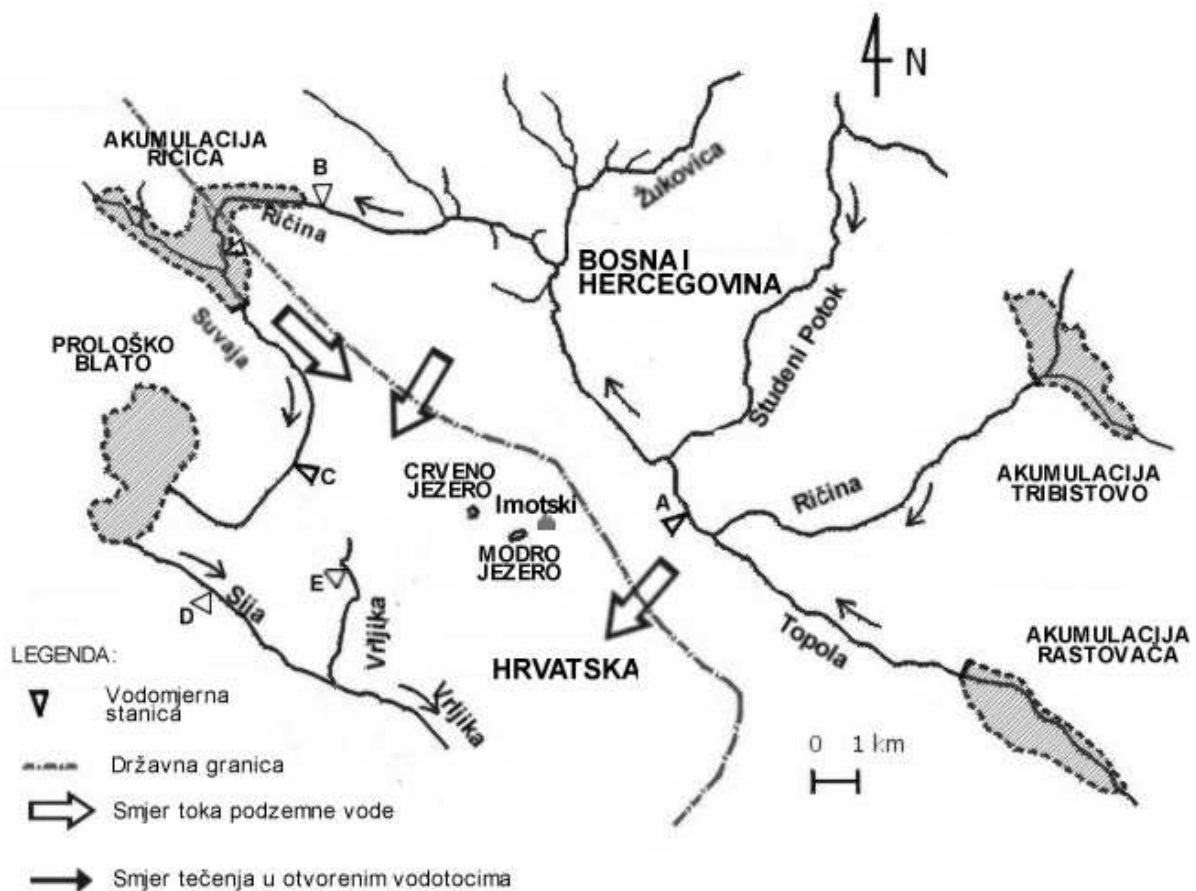 N
AKUMULACIJA
RIČICA
B
Ričina
Žukovica
BOSNA I
HERCEGOVINA
Suvaja
PROLOŠKO
BLATO
Studeni Potok
C
CRVENO
JEZERO
Imotski
MODRO
JEZERO
A
Ričina
AKUMULACIJA
TRIBISTOVO
E
D
Sija
Vrljika
Vrljika
HRVATSKA
Topola
AKUMULACIJA
RASTOVAČA
0 1 km
LEGENDA:
Vodomjerna
stanica
Državna granica
Smjer toka podzemne vode
Smjer tečenja u otvorenim vodotocima